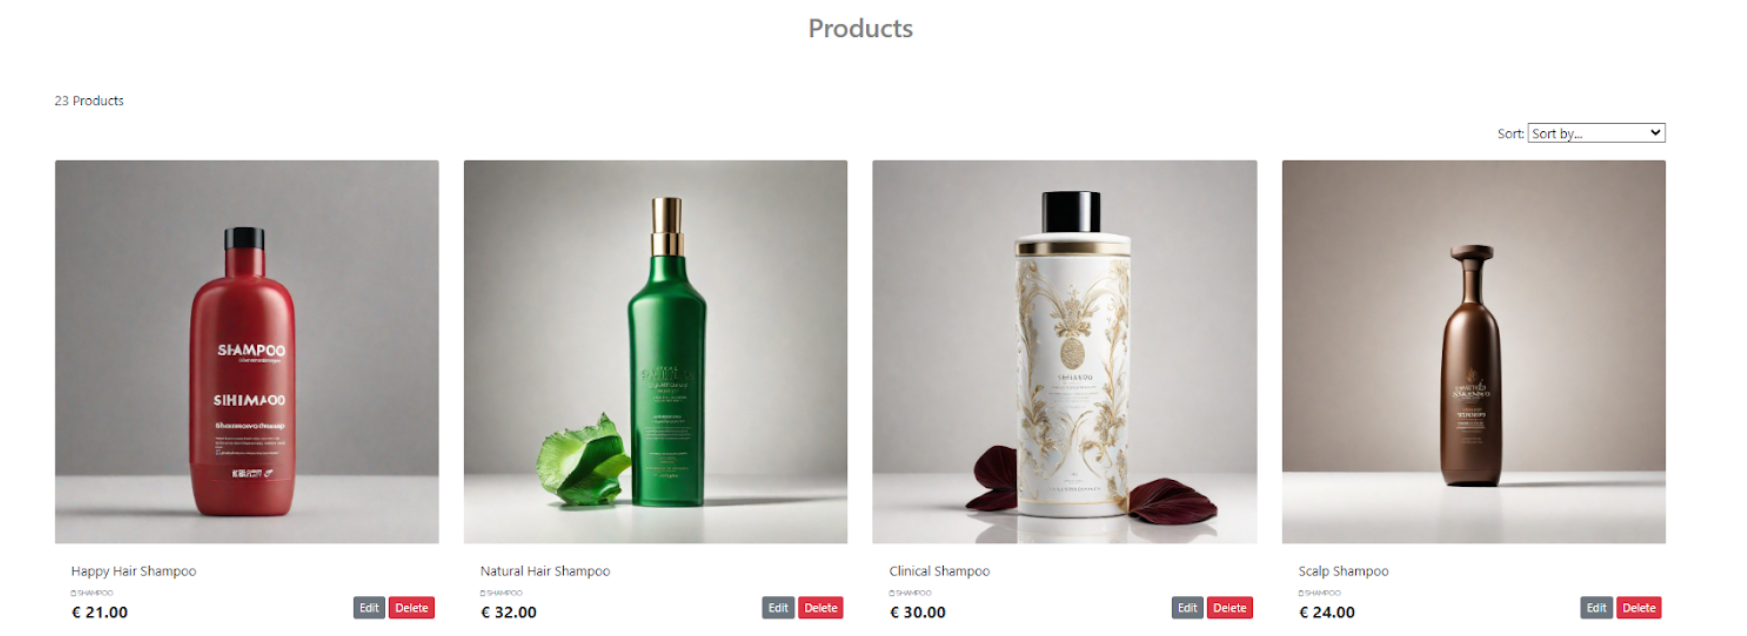 Products
23 Products
Sort: Sort by...
SHAMPOO
SIHIMAOO
Happy Hair Shampoo
SHAMPOO
€ 21.00
Edit Delete
Natural Hair Shampoo
SHAMPOO
€ 32.00
Edit Delete
Clinical Shampoo
SHAMPOO
€ 30.00
Edit Delete
Scalp Shampoo
SHAMPOO
€ 24.00
Edit Delete